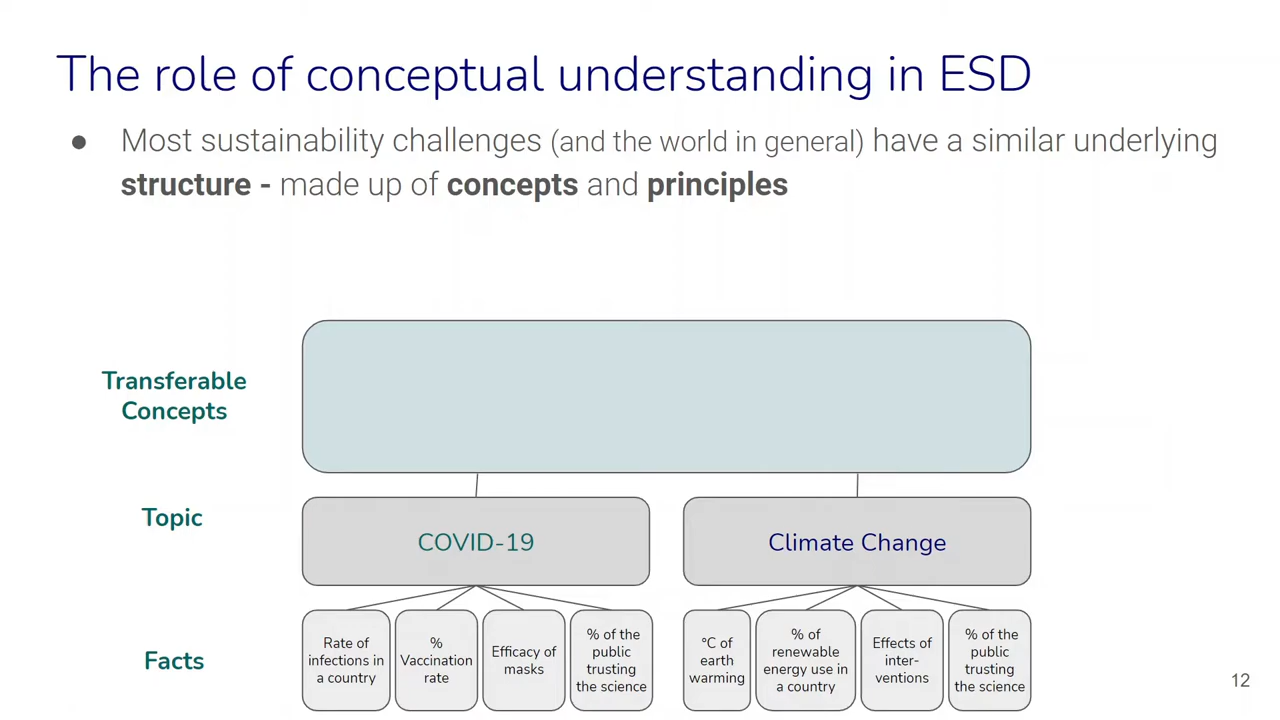 The role of conceptual understanding in ESD
● Most sustainability challenges (and the world in general) have a similar underlying
structure - made up of concepts and principles
Transferable
Concepts
Topic
COVID-19
Climate Change
Facts
Rate of
infections in
a country
%
Vaccination
rate
Efficacy of
masks
% of the
public
trusting
the science
°C of
earth
warming
% of
renewable
energy use in
a country
Effects of
inter-
ventions
% of the
public
trusting
the science
12